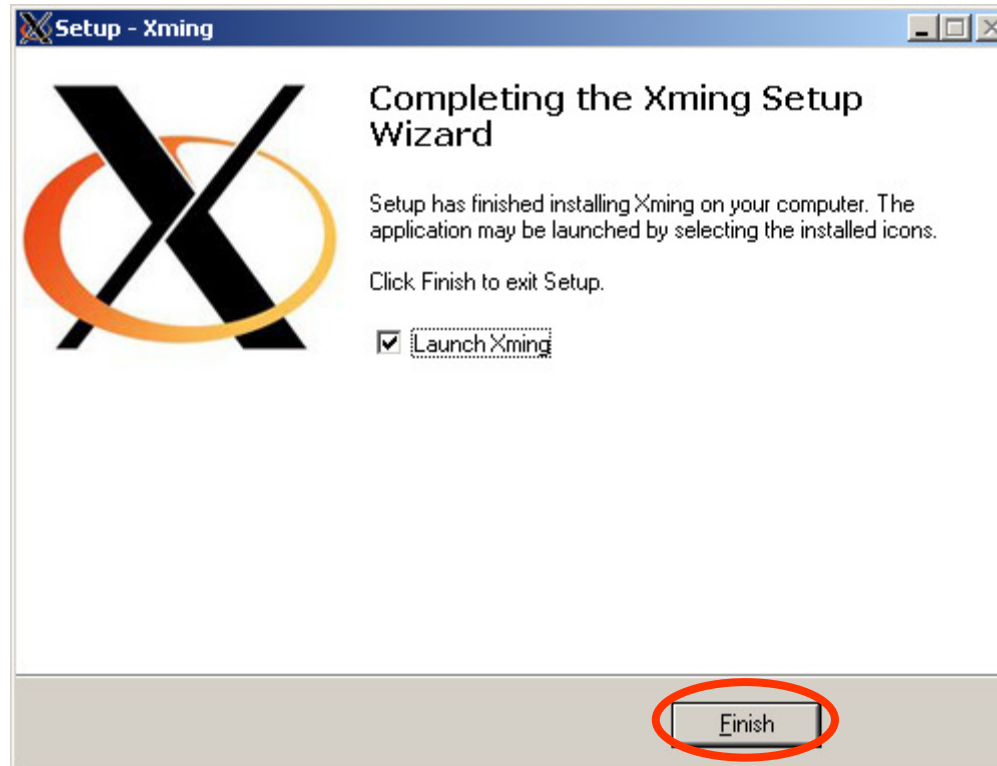 Setup - Xming
Completing the Xming Setup
Wizard
Setup has finished installing Xming on your computer. The
application may be launched by selecting the installed icons.
Click Finish to exit Setup.
Launch Xming
Finish